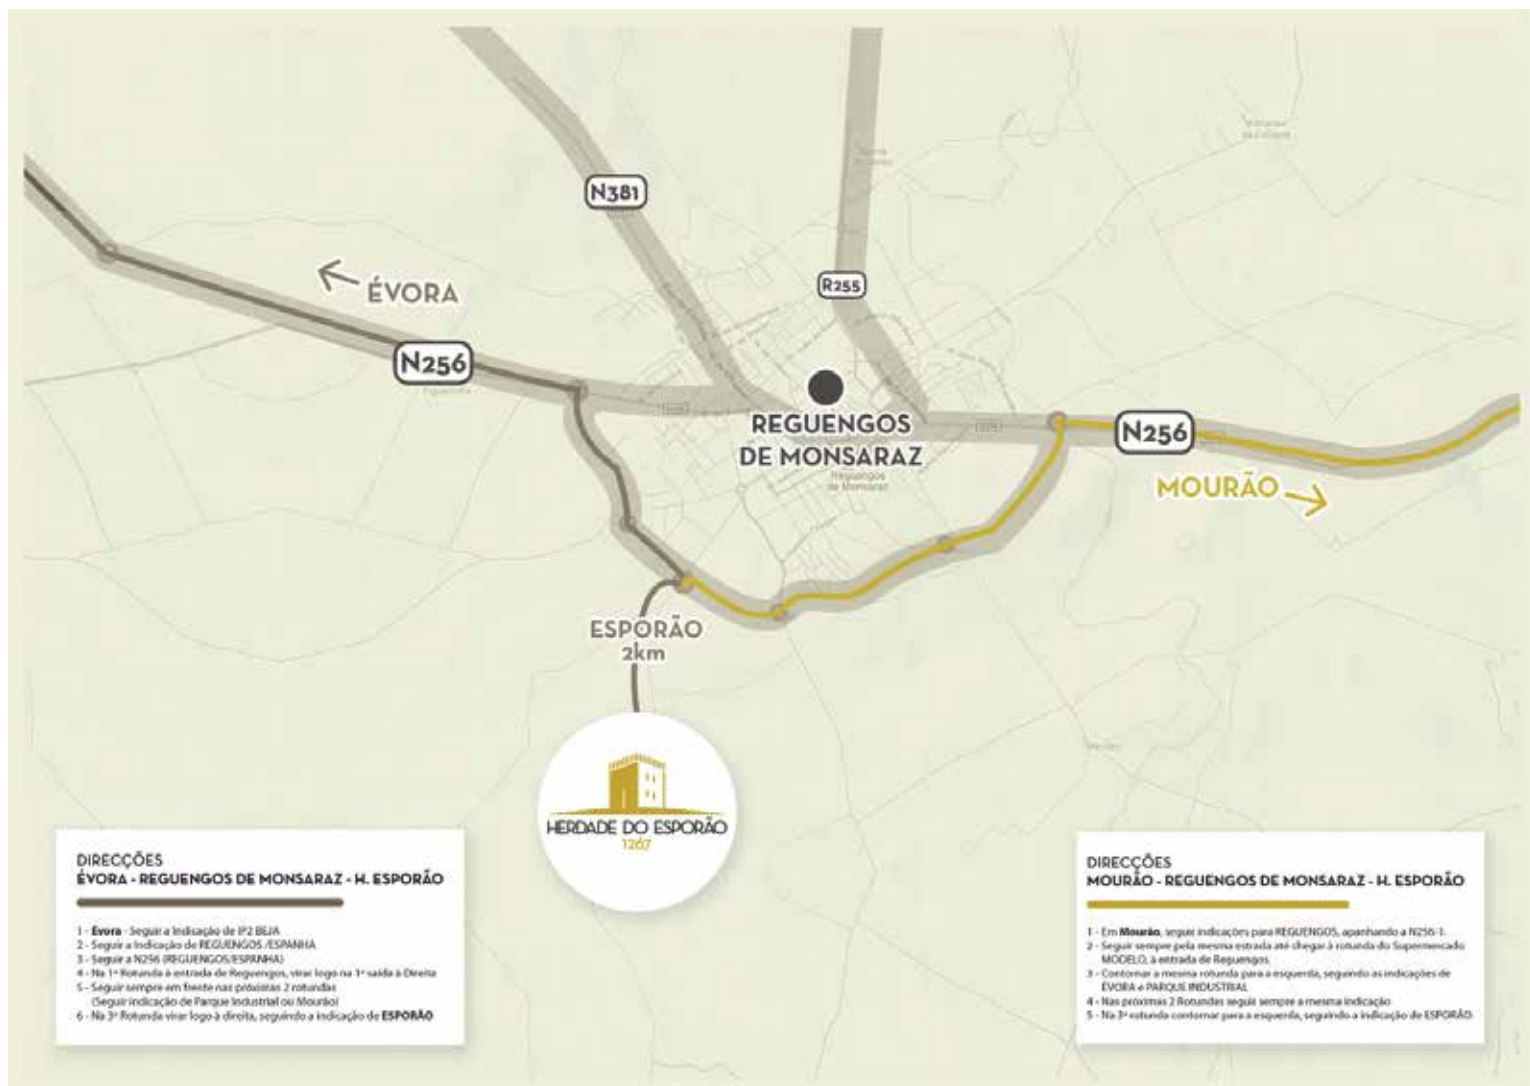 N381
R255
ÉVORA
N256
REGUENGOS
DE MONSARAZ
Reguengos
de Monsaraz
N256
MOURÃO
ESPORÃO
2km
HERDADE DO ESPORÃO
1267
DIRECÇÕES
ÉVORA - REGUENGOS DE MONSARAZ - H. ESPORÃO
1 - Évora - Seguir a Indicação de IP2 BEJA
2 - Seguir a Indicação de REGUENGOS /ESPANHA
3 - Seguir a N256 (REGUENGOS/ESPANHA)
4 - Na 1ª Rotunda à entrada de Reguengos, virar logo na 1ª saída à Direita
5 - Seguir sempre em frente nas próximas 2 rotundas
(Seguir indicação de Parque Industrial ou Mourão)
6 - Na 3ª Rotunda virar logo à direita, seguindo a indicação de ESPORÃO
DIRECÇÕES
MOURÃO - REGUENGOS DE MONSARAZ - H. ESPORÃO
1 - Em Mourão, seguir indicações para REGUENGOS, apanhando a N256-1.
2 - Seguir sempre pela mesma estrada até chegar à rotunda do Supermercado
MODELO, à entrada de Reguengos.
3 - Contornar a mesma rotunda para a esquerda, seguindo as indicações de
ÉVORA e PARQUE INDUSTRIAL
4 - Nas próximas 2 Rotundas seguir sempre a mesma indicação
5 - Na 3ª rotunda contornar para a esquerda, seguindo a indicação de ESPORÃO